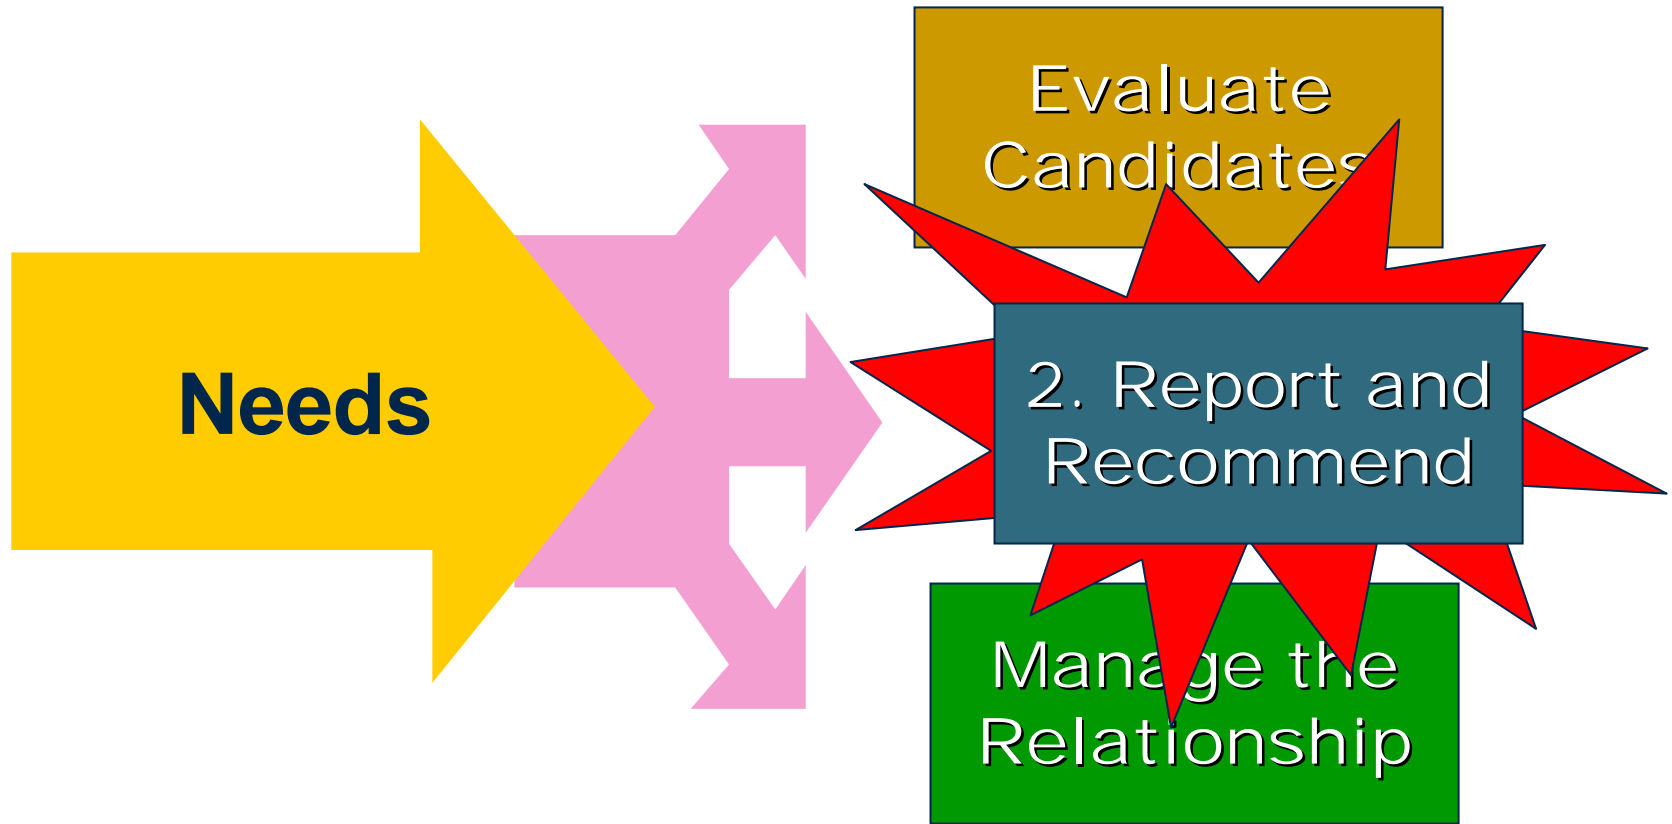 Evaluate
Candidates
Needs
2. Report and
Recommend
Manage the
Relationship